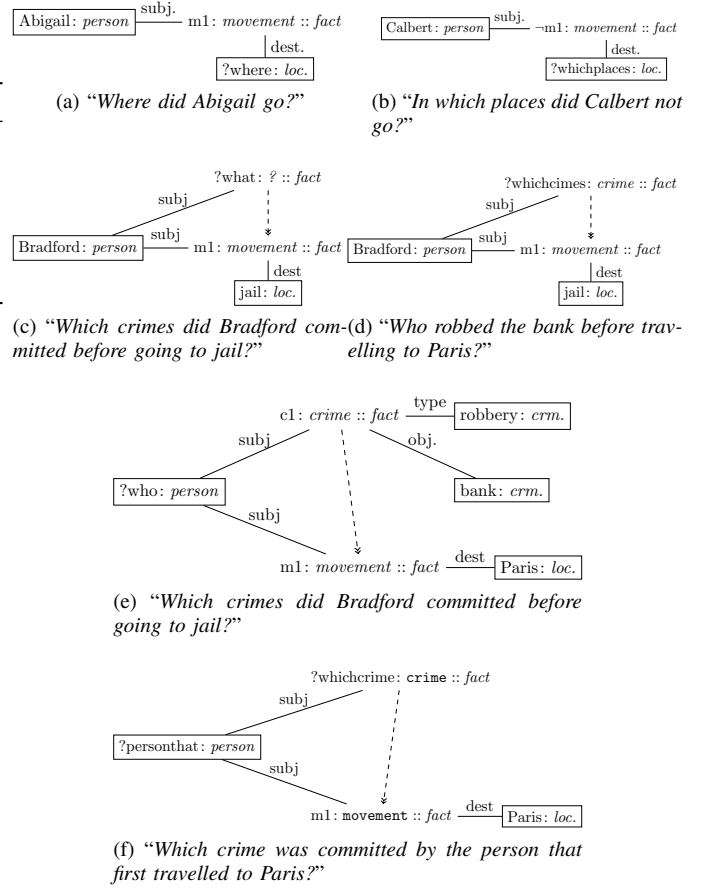 Abigail: person subj. m1: movement :: fact
dest.
?where: loc.
(a) “Where did Abigail go?”
Calbert: person subj. ¬m1: movement :: fact
dest.
?whichplaces: loc.
(b) “In which places did Calbert not
go?”
?what: ? :: fact
subj
Bradford: person subj m1: movement :: fact
dest
jail: loc.
(c) “Which crimes did Bradford com-
mitted before going to jail?”
?whichcimes: crime :: fact
subj
Bradford: person subj m1: movement :: fact
dest
jail: loc.
(d) “Who robbed the bank before trav-
elling to Paris?”
c1: crime :: fact type robbery: crm.
subj obj.
?who: person bank: crm.
subj
m1: movement :: fact dest Paris: loc.
(e) “Which crimes did Bradford committed before
going to jail?”
?whichcrime: crime :: fact
subj
?personthat: person
subj
m1: movement :: fact dest Paris: loc.
(f) “Which crime was committed by the person that
first travelled to Paris?”